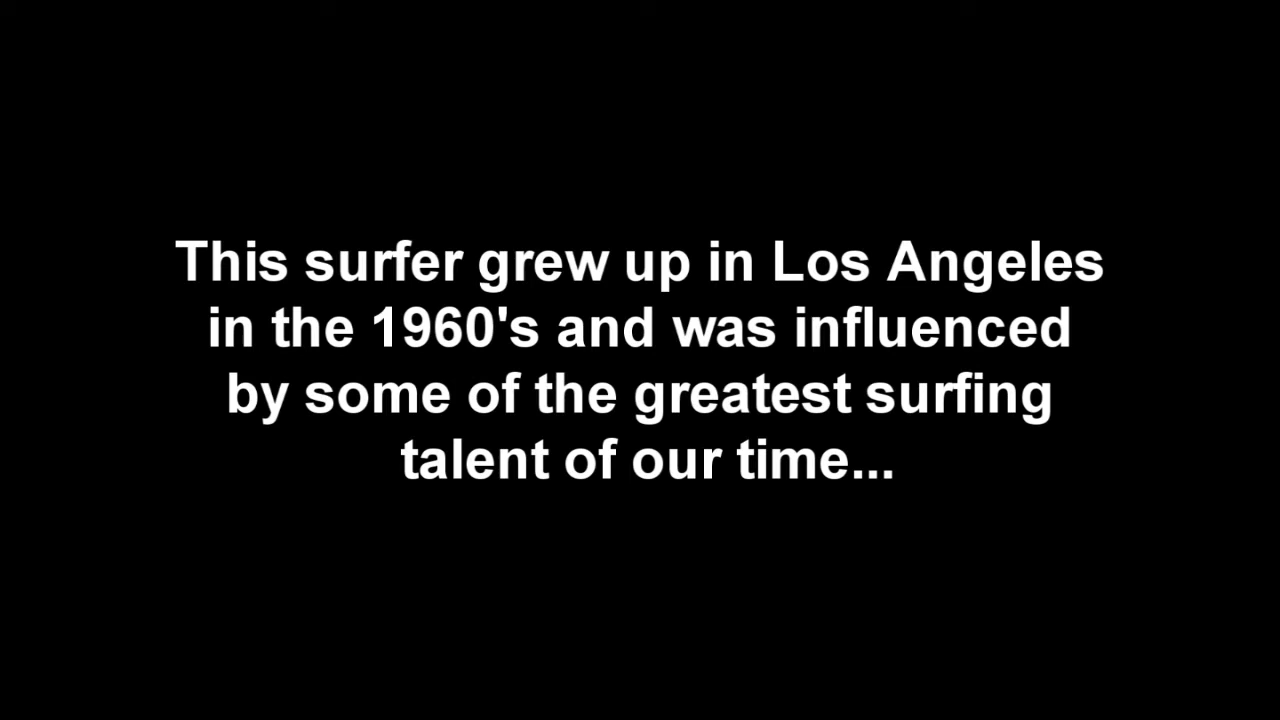 This surfer grew up in Los Angeles
in the 1960's and was influenced
by some of the greatest surfing
talent of our time...